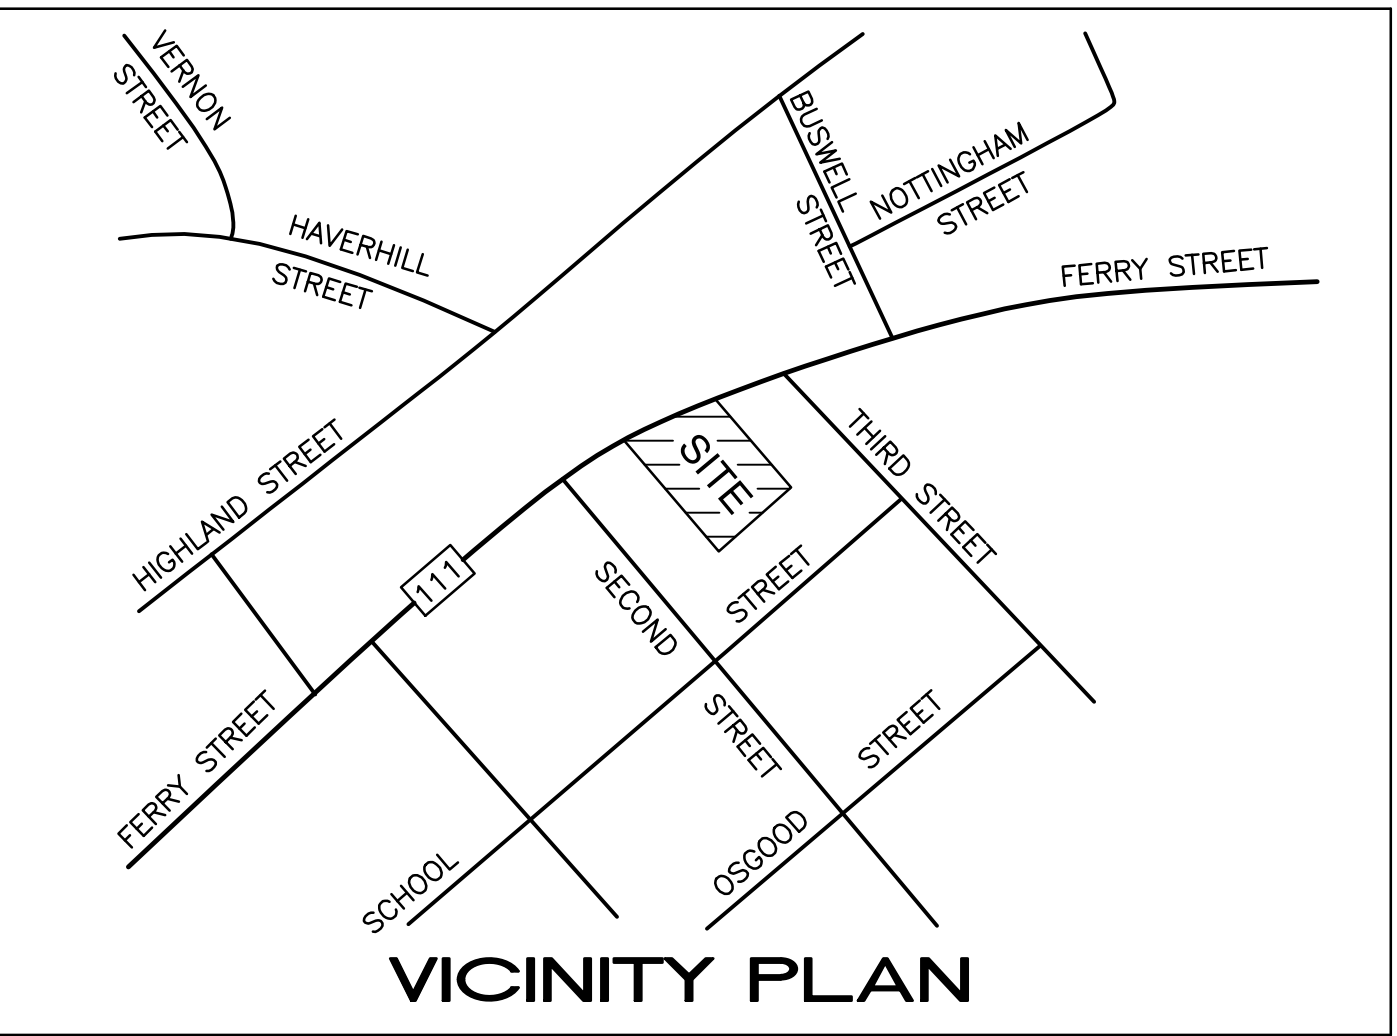 VERNON
STREET
HAVERHILL
STREET
BUSWELL
STREET
NOTTINGHAM
STREET
FERRY STREET
HIGHLAND STREET
SITE
THIRD STREET
111
SECOND
STREET
SCHOOL
STREET
OSGOOD
STREET
FERRY STREET
VICINITY PLAN